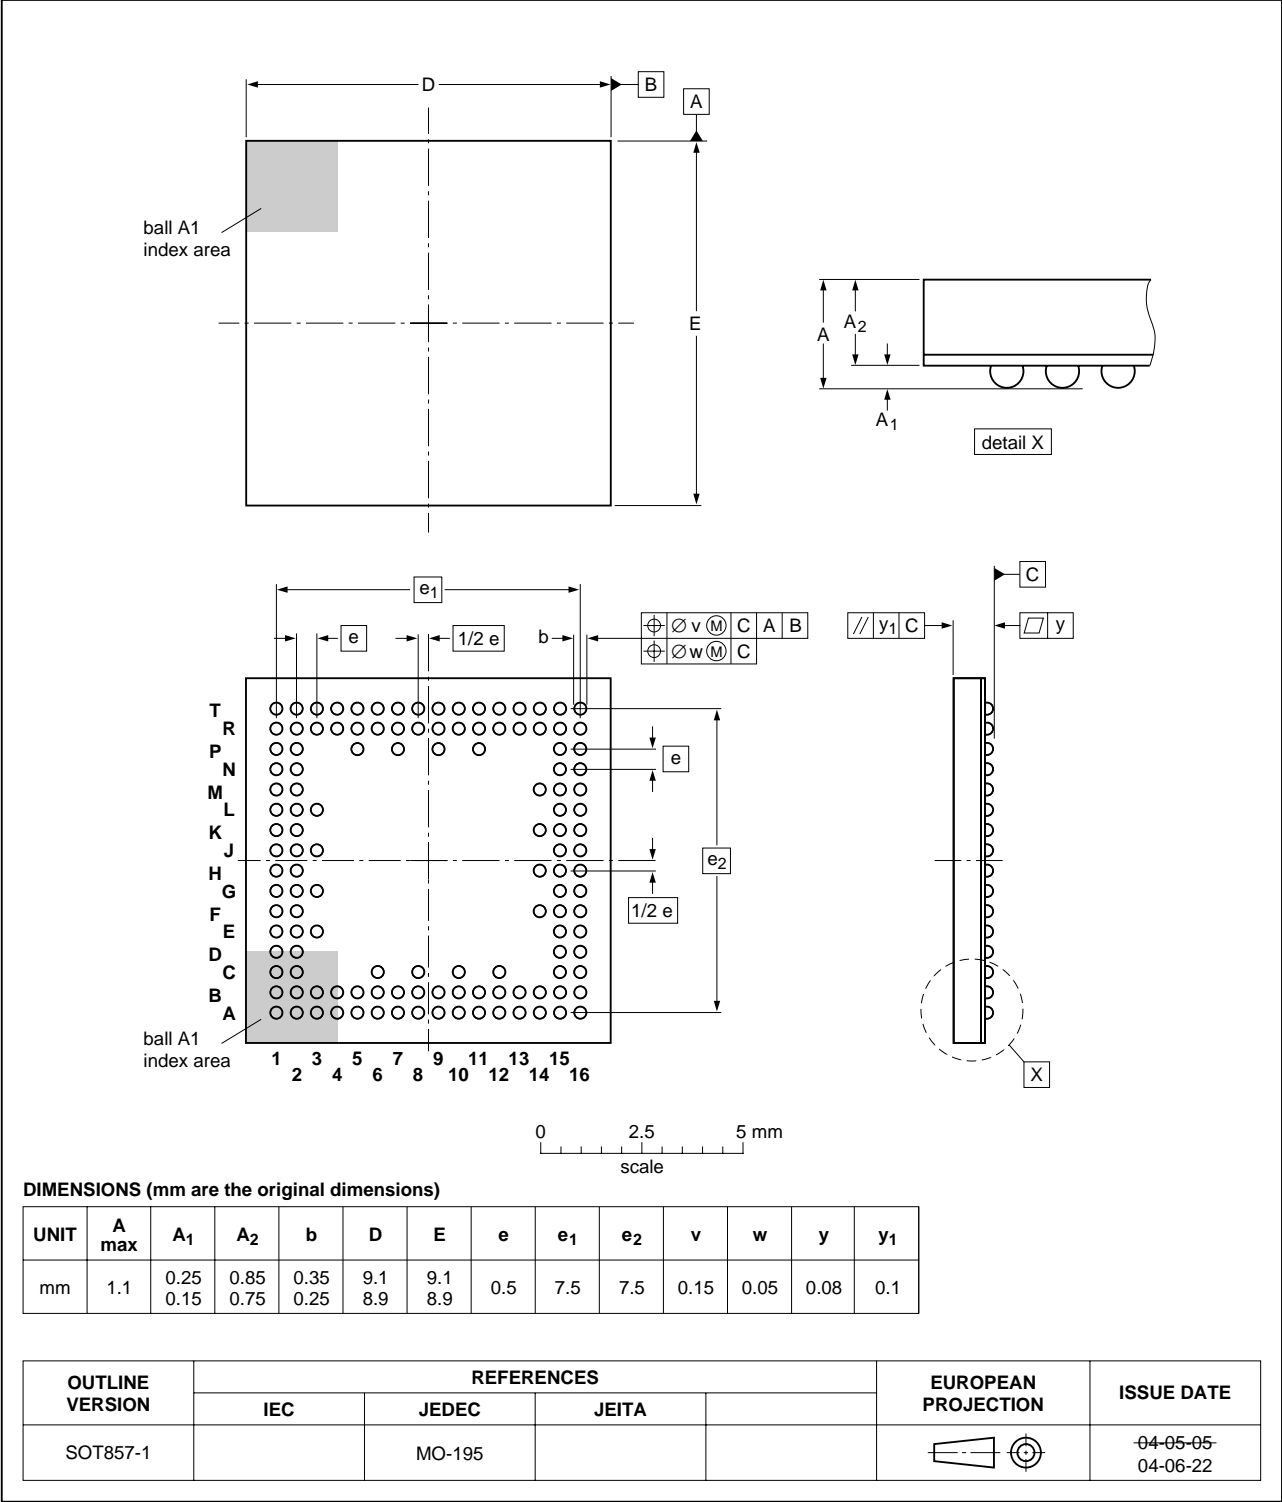 D
B
A
ball A1
index area
E
A
A2
A1
detail X
e1
e
1/2 e
b
⌖ ∅ v Ⓜ C A B
⌖ ∅ w Ⓜ C
C
// y1 C
▱ y
T
R
P
N
M
L
K
J
H
G
F
E
D
C
B
A
e
e2
1/2 e
ball A1
index area
1 3 5 7 9 11 13 15
2 4 6 8 10 12 14 16
X
0 2.5 5 mm
scale
DIMENSIONS (mm are the original dimensions)
UNIT A max A1 A2 b D E e e1 e2 v w y y1
mm 1.1 0.25 0.15 0.85 0.75 0.35 0.25 9.1 8.9 9.1 8.9 0.5 7.5 7.5 0.15 0.05 0.08 0.1
OUTLINE VERSION REFERENCES EUROPEAN PROJECTION ISSUE DATE
IEC JEDEC JEITA
SOT857-1 MO-195 04-05-05
04-06-22